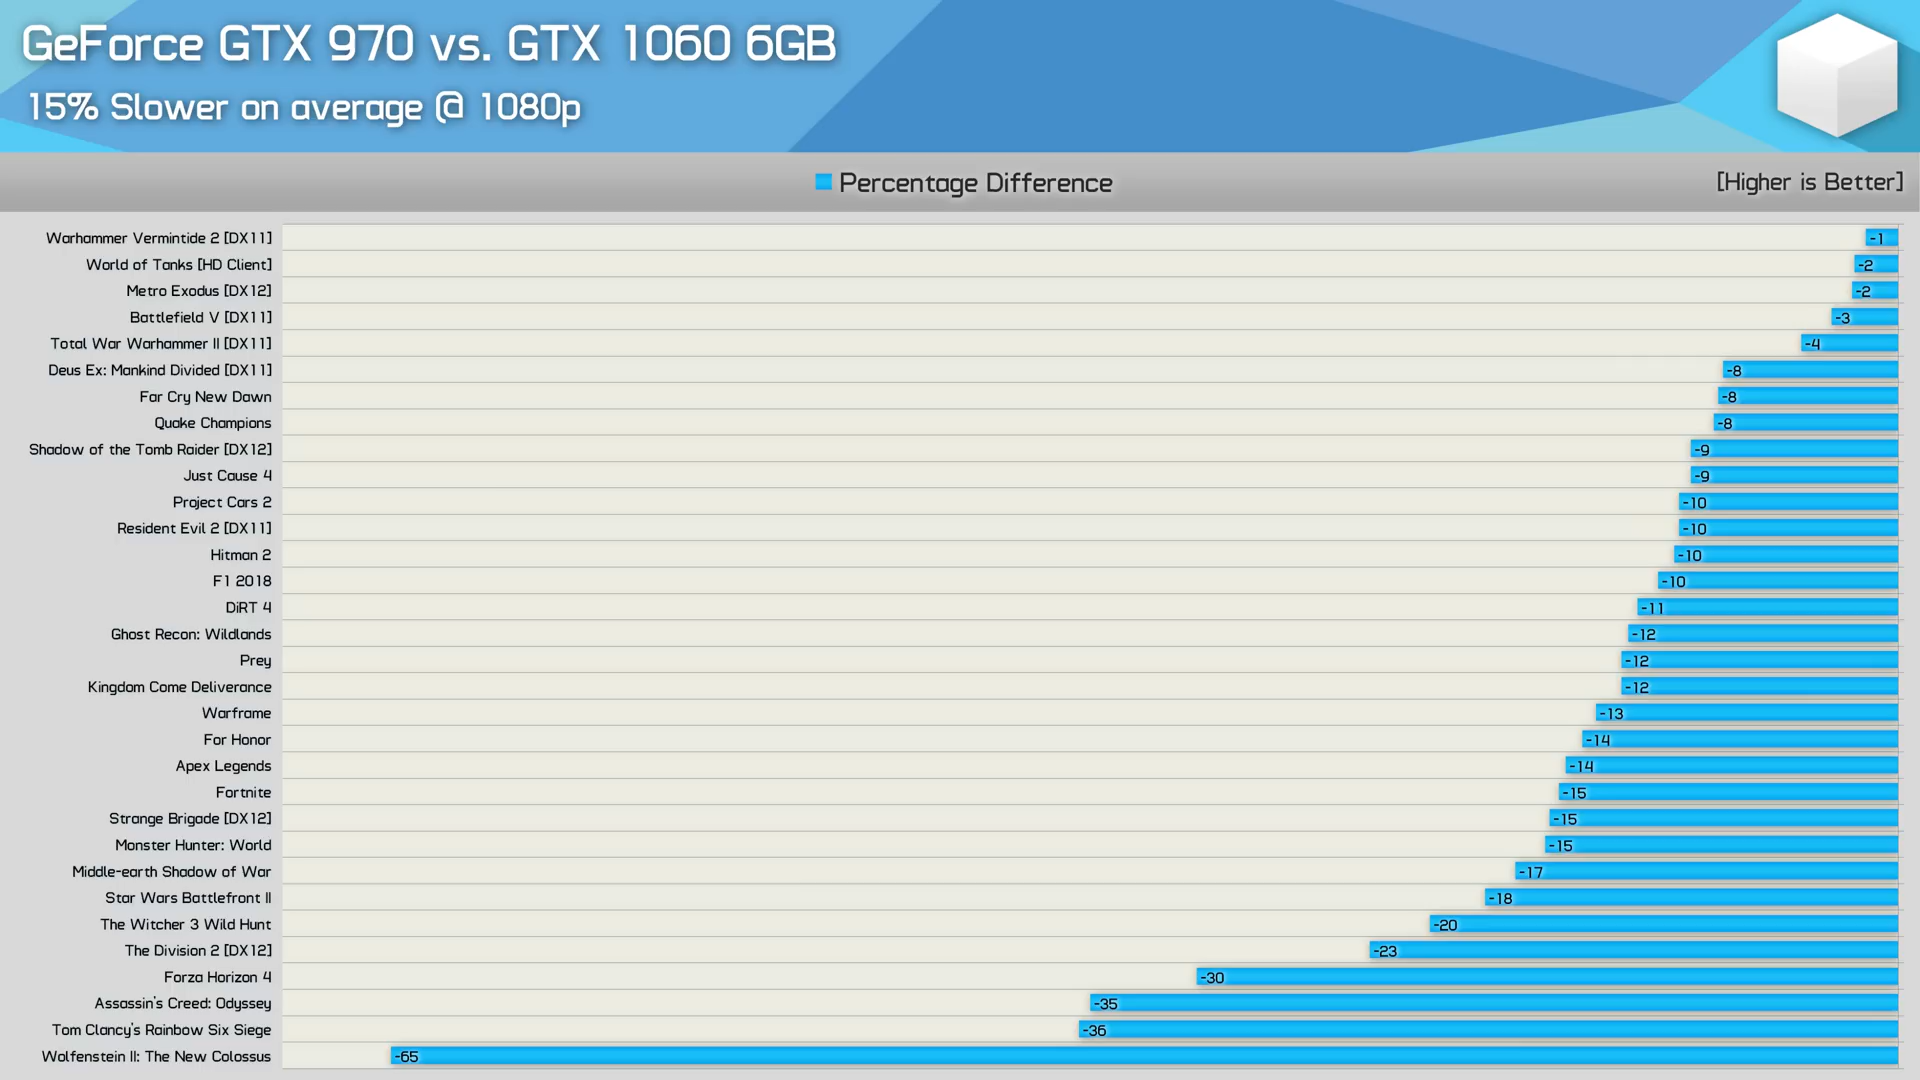 GeForce GTX 970 vs. GTX 1060 6GB
15% Slower on average @ 1080p
Percentage Difference
[Higher is Better]
Warhammer Vermintide 2 [DX11] -1
World of Tanks [HD Client] -2
Metro Exodus [DX12] -2
Battlefield V [DX11] -3
Total War Warhammer II [DX11] -4
Deus Ex: Mankind Divided [DX11] -8
Far Cry New Dawn -8
Quake Champions -8
Shadow of the Tomb Raider [DX12] -9
Just Cause 4 -9
Project Cars 2 -10
Resident Evil 2 [DX11] -10
Hitman 2 -10
F1 2018 -10
DiRT 4 -11
Ghost Recon: Wildlands -12
Prey -12
Kingdom Come Deliverance -12
Warframe -13
For Honor -14
Apex Legends -14
Fortnite -15
Strange Brigade [DX12] -15
Monster Hunter: World -15
Middle-earth Shadow of War -17
Star Wars Battlefront II -18
The Witcher 3 Wild Hunt -20
The Division 2 [DX12] -23
Forza Horizon 4 -30
Assassin's Creed: Odyssey -35
Tom Clancy's Rainbow Six Siege -36
Wolfenstein II: The New Colossus -65